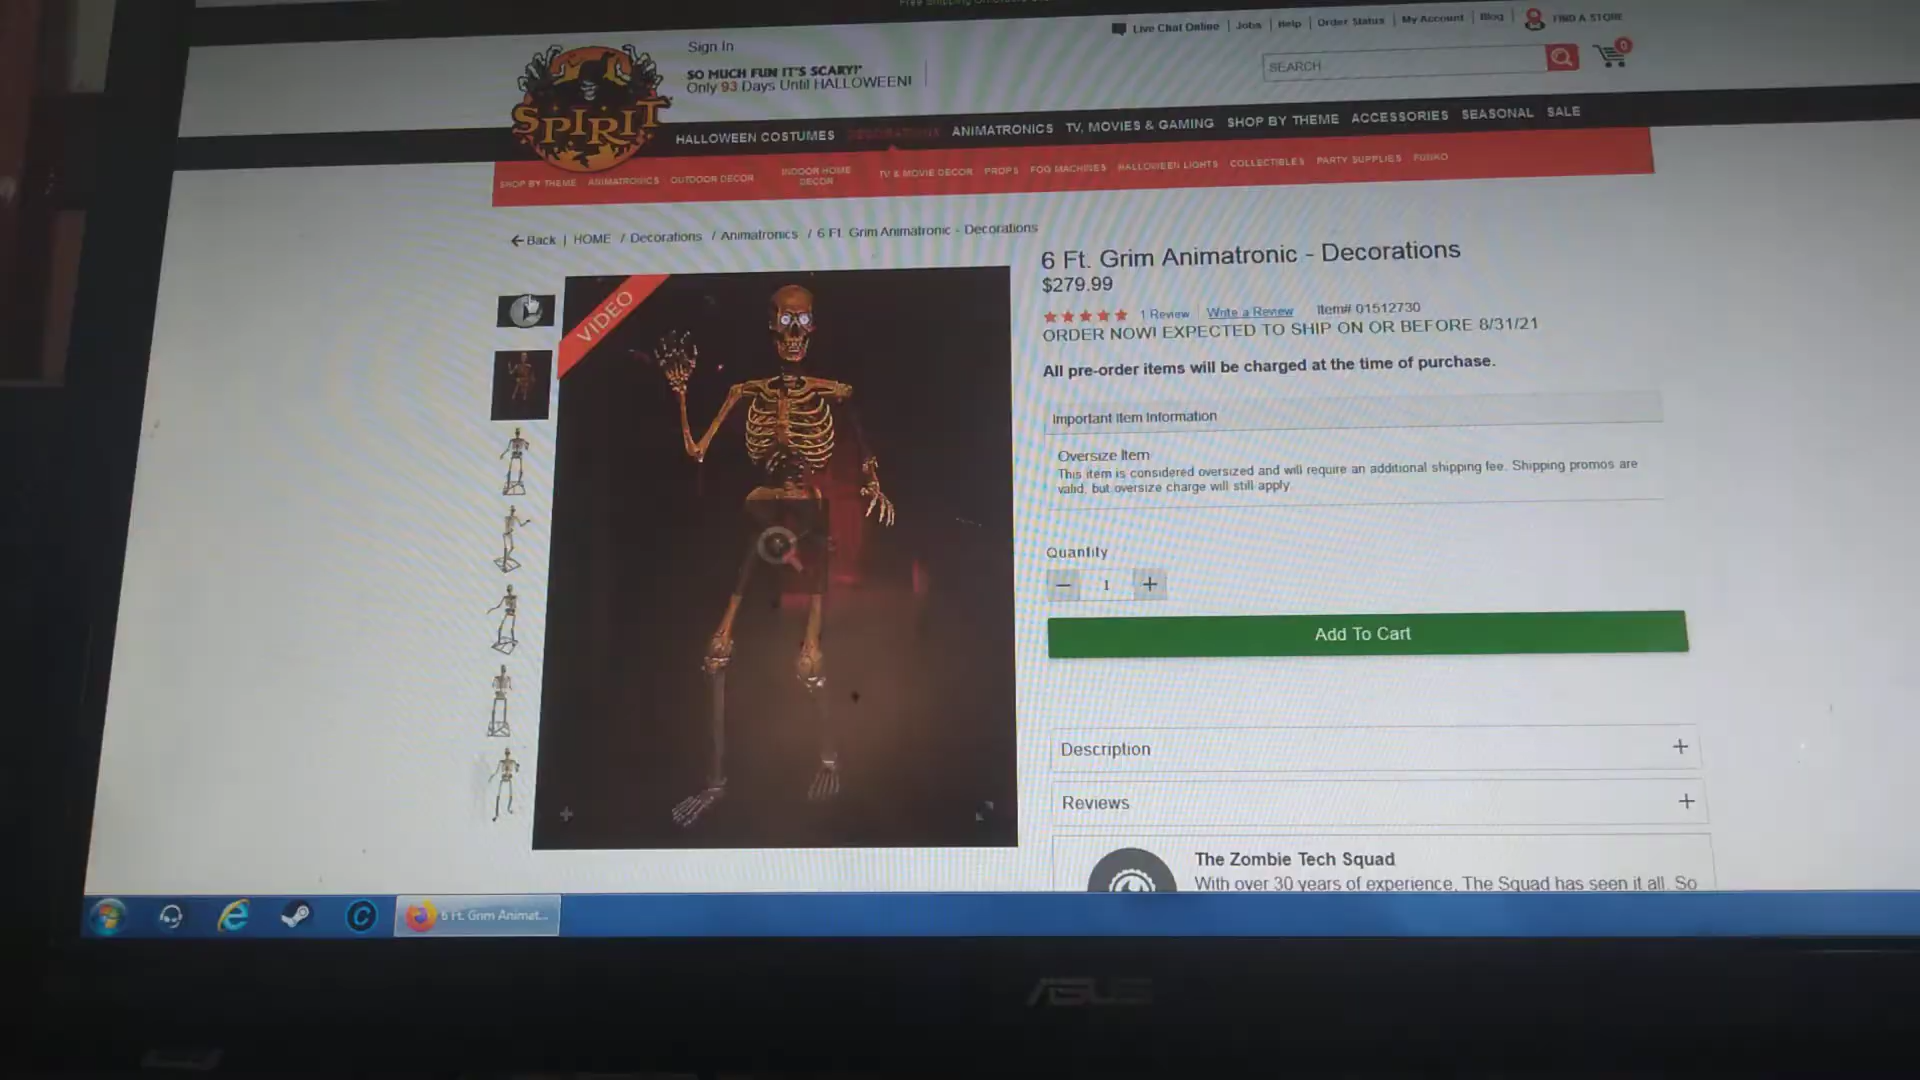 Free Shipping
Live Chat Online | Jobs | Help | Order Status | My Account | Blog | FIND A STORE
Sign In
SO MUCH FUN IT'S SCARY!
Only 93 Days Until HALLOWEEN!
SEARCH
0
SPIRIT
HALLOWEEN COSTUMES DECORATIONS ANIMATRONICS TV, MOVIES & GAMING SHOP BY THEME ACCESSORIES SEASONAL SALE
SHOP BY THEME ANIMATRONICS OUTDOOR DECOR INDOOR HOME DECOR TV & MOVIE DECOR PROPS FOG MACHINES HALLOWEEN LIGHTS COLLECTIBLES PARTY SUPPLIES FUNKO
Back | HOME / Decorations / Animatronics / 6 Ft. Grim Animatronic - Decorations
VIDEO
6 Ft. Grim Animatronic - Decorations
$279.99
1 Review | Write a Review Item# 01512730
ORDER NOW! EXPECTED TO SHIP ON OR BEFORE 8/31/21
All pre-order items will be charged at the time of purchase.
Important Item Information
Oversize Item
This item is considered oversized and will require an additional shipping fee. Shipping promos are
valid, but oversize charge will still apply
Quantity
− 1 +
Add To Cart
Description +
Reviews +
The Zombie Tech Squad
With over 30 years of experience, The Squad has seen it all. So
6 Ft. Grim Animat...
ASUS